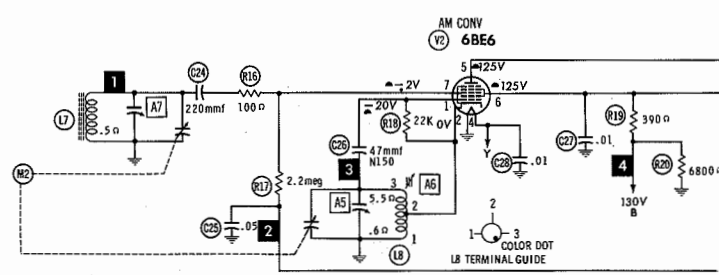 AM CONV
V2 6BE6
5 125V
C24
R16
1
-2V
7
125V
6
A7
L7
.5Ω
220mmf
100Ω
-20V
1
2
4
R18
22K
0V
C26
47mmf
N150
3
Y
C28
.01
C27
.01
R19
390Ω
4
R20
6800Ω
130V
B
M2
R17
2.2meg
3
A6
A5
5.5Ω
2
.6Ω
1
L8
C25
.05
2
2
1
3
COLOR DOT
L8 TERMINAL GUIDE